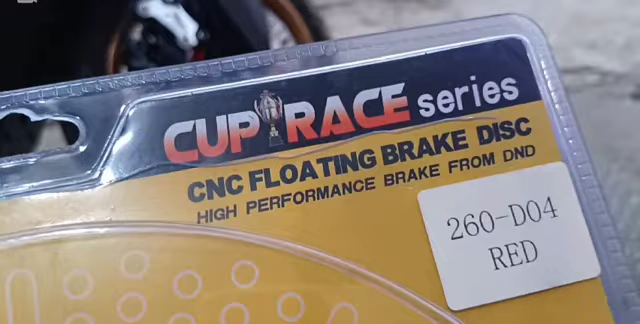 CUP RACE series
CNC FLOATING BRAKE DISC
HIGH PERFORMANCE BRAKE FROM DND
260-D04
RED